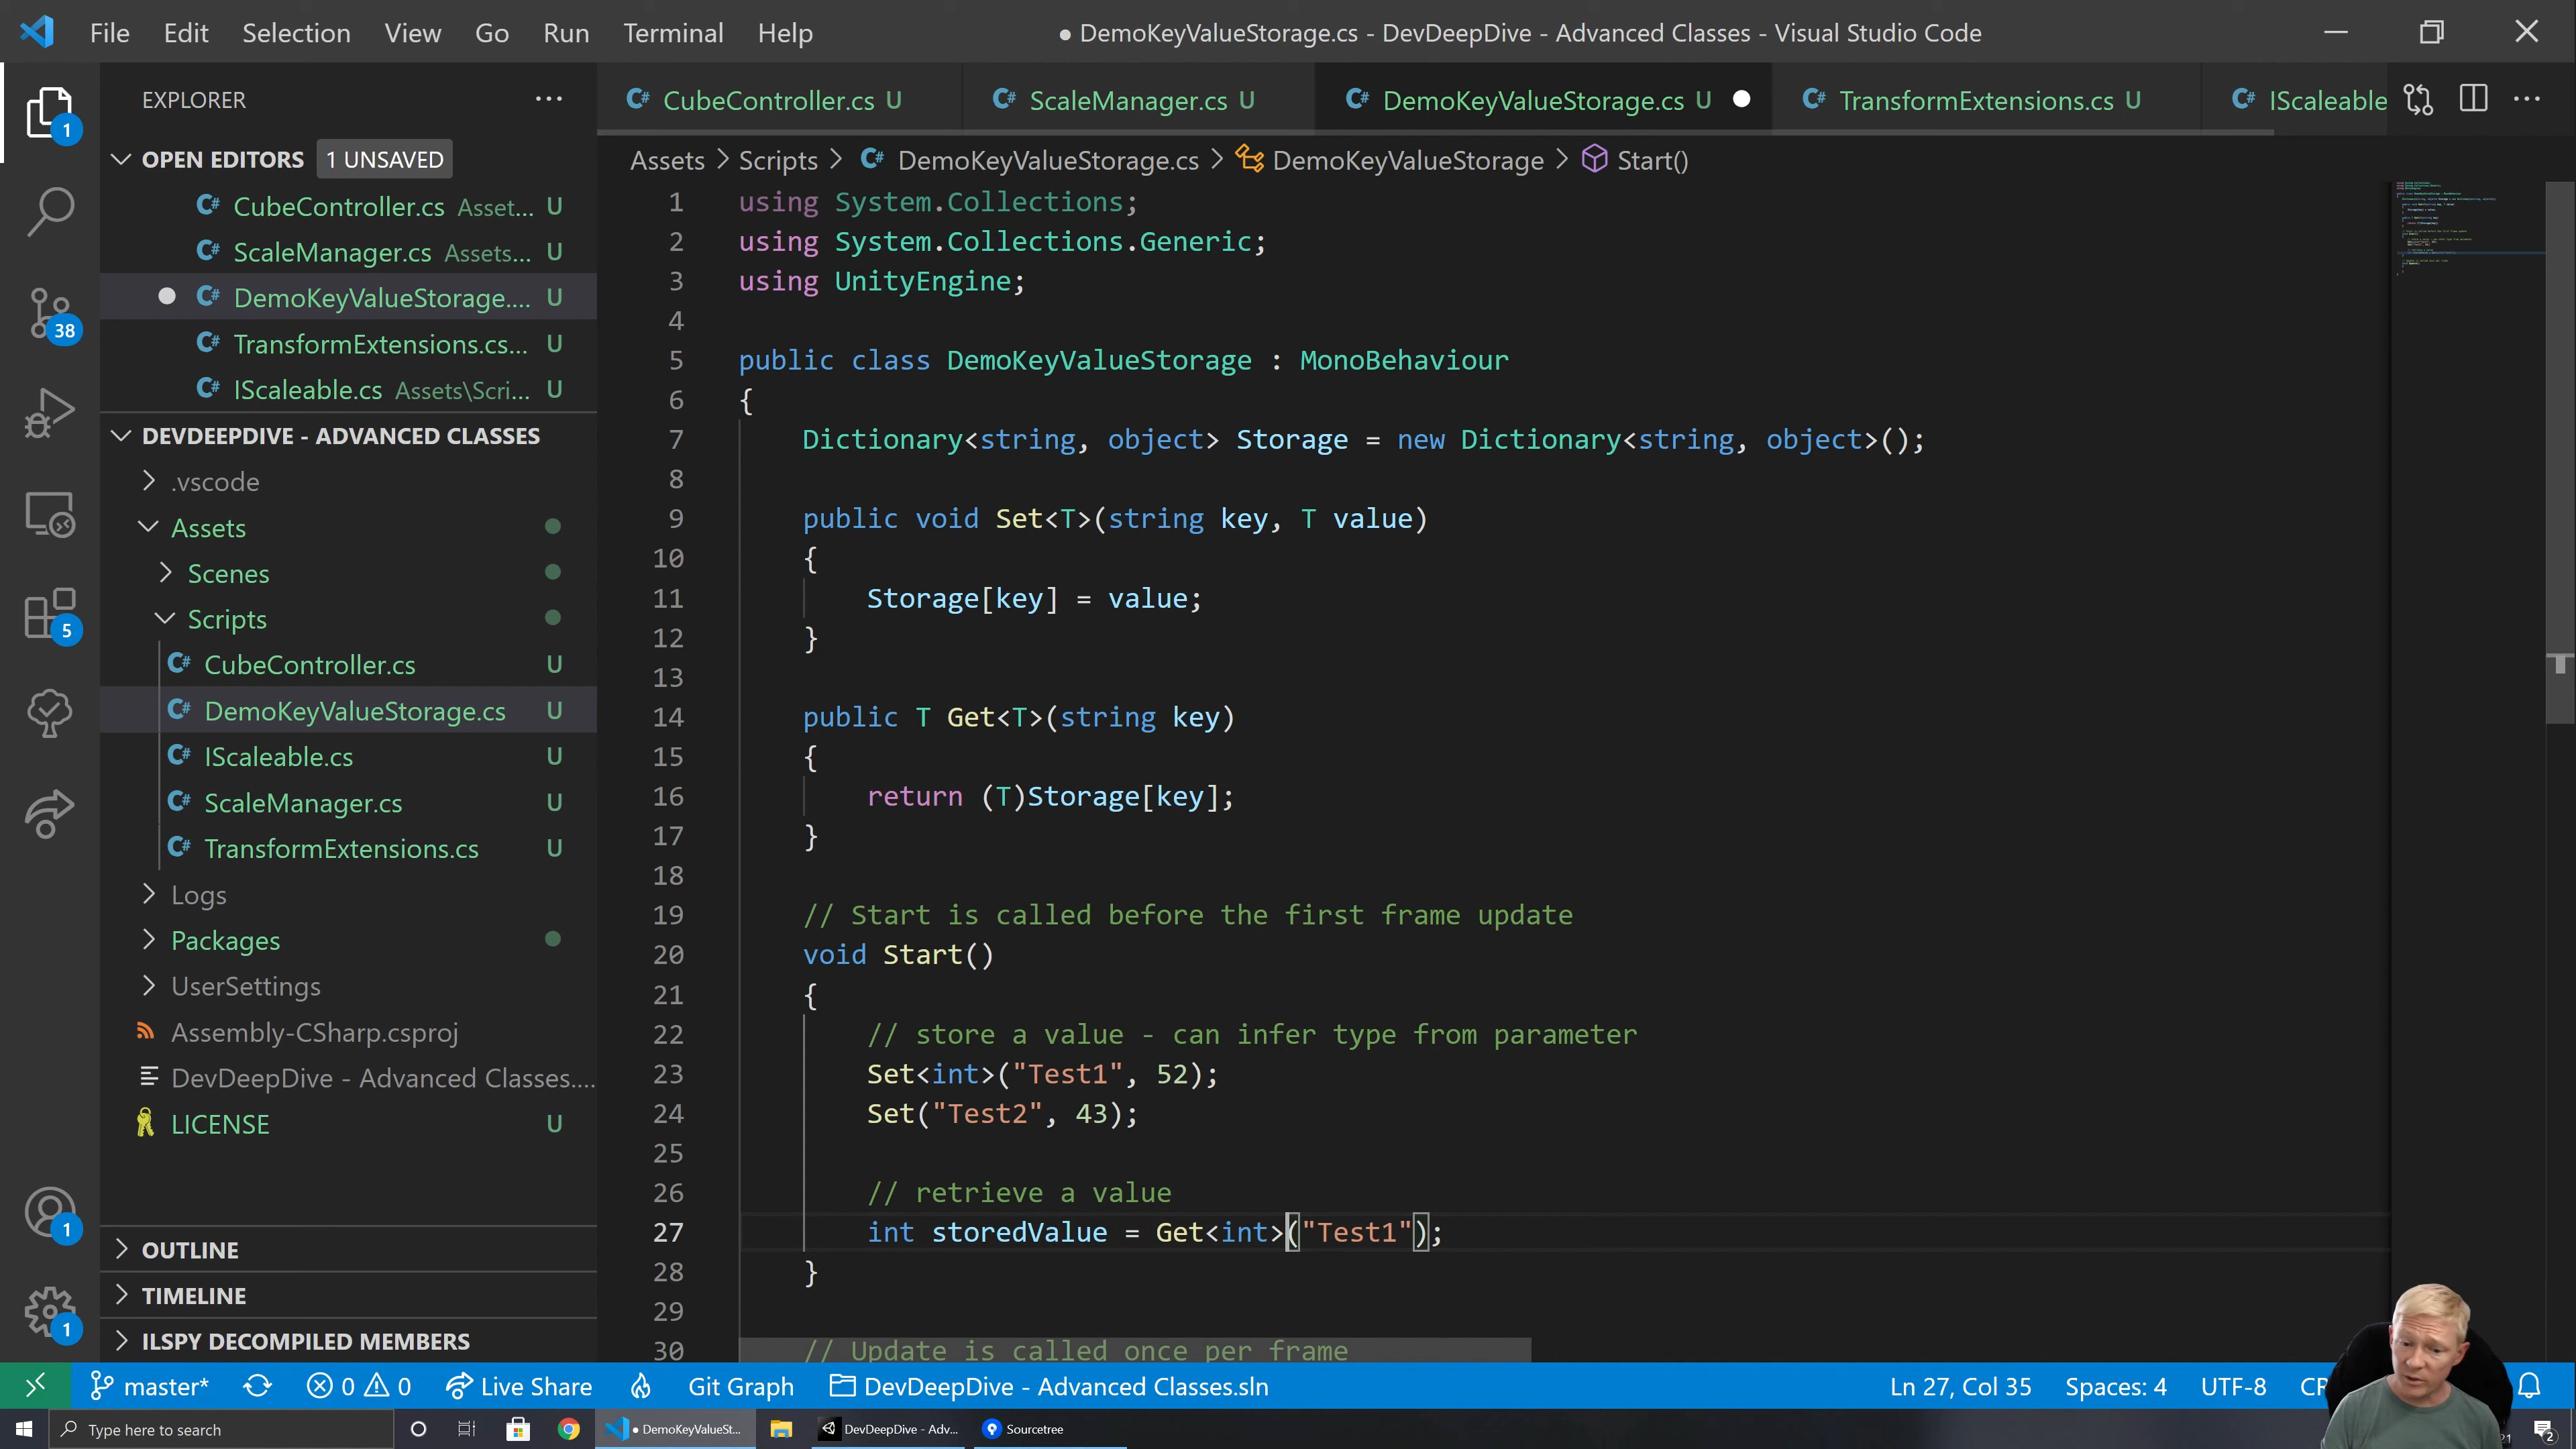 File Edit Selection View Go Run Terminal Help
● DemoKeyValueStorage.cs - DevDeepDive - Advanced Classes - Visual Studio Code
EXPLORER
CubeController.cs U
ScaleManager.cs U
DemoKeyValueStorage.cs U
TransformExtensions.cs U
IScaleable
OPEN EDITORS 1 UNSAVED
CubeController.cs Asset... U
ScaleManager.cs Assets... U
DemoKeyValueStorage.... U
TransformExtensions.cs... U
IScaleable.cs Assets\Scri... U
DEVDEEPDIVE - ADVANCED CLASSES
.vscode
Assets
Scenes
Scripts
CubeController.cs U
DemoKeyValueStorage.cs U
IScaleable.cs U
ScaleManager.cs U
TransformExtensions.cs U
Logs
Packages
UserSettings
Assembly-CSharp.csproj
DevDeepDive - Advanced Classes....
LICENSE U
OUTLINE
TIMELINE
ILSPY DECOMPILED MEMBERS
1
38
5
1
1
Assets > Scripts > DemoKeyValueStorage.cs > DemoKeyValueStorage > Start()
1 using System.Collections;
2 using System.Collections.Generic;
3 using UnityEngine;
4
5 public class DemoKeyValueStorage : MonoBehaviour
6 {
7 Dictionary<string, object> Storage = new Dictionary<string, object>();
8
9 public void Set<T>(string key, T value)
10 {
11 Storage[key] = value;
12 }
13
14 public T Get<T>(string key)
15 {
16 return (T)Storage[key];
17 }
18
19 // Start is called before the first frame update
20 void Start()
21 {
22 // store a value - can infer type from parameter
23 Set<int>("Test1", 52);
24 Set("Test2", 43);
25
26 // retrieve a value
27 int storedValue = Get<int>("Test1");
28 }
29
30 // Update is called once per frame
master* 0 0 Live Share Git Graph DevDeepDive - Advanced Classes.sln Ln 27, Col 35 Spaces: 4 UTF-8
Type here to search
DemoKeyValueSt...
DevDeepDive - Adv...
Sourcetree
2